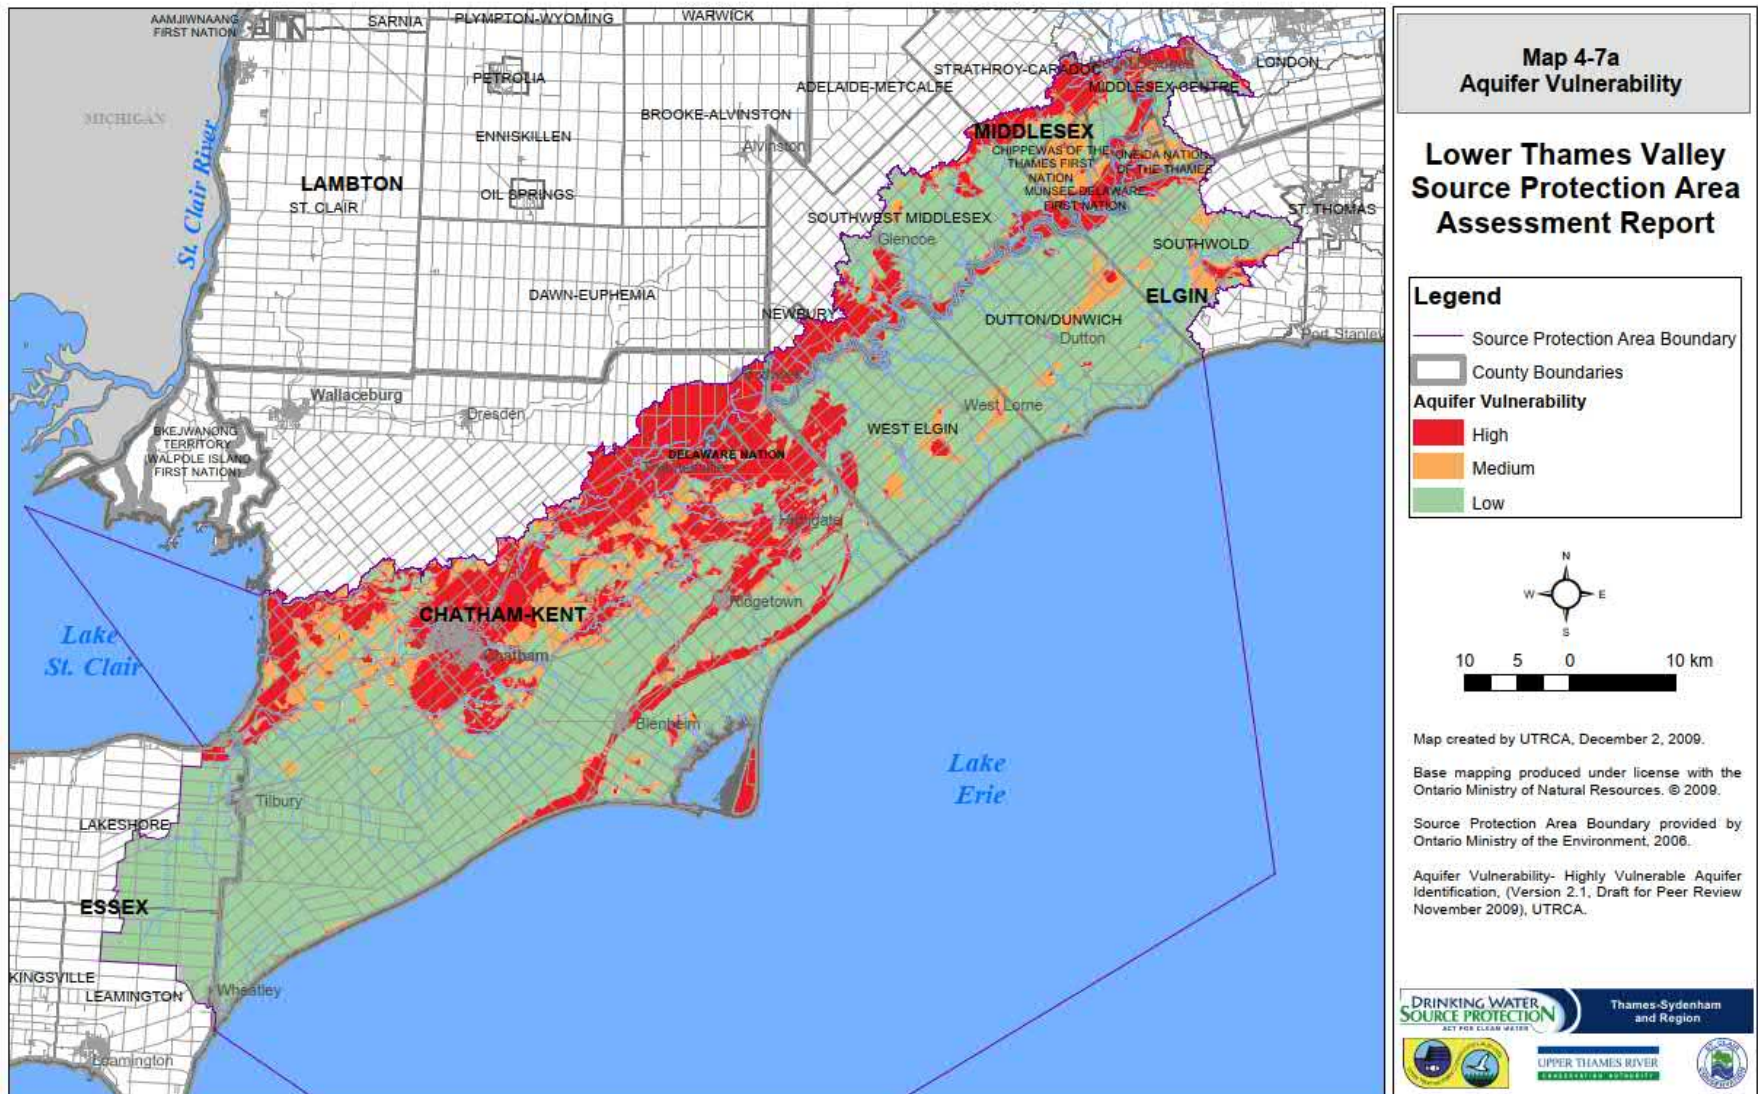 AAMJIWNAANG
FIRST NATION
SARNIA
PLYMPTON-WYOMING
WARWICK
MICHIGAN
St. Clair River
PETROLIA
ENNISKILLEN
BROOKE-ALVINSTON
Alvinston
ADELAIDE-METCALFE
STRATHROY-CARADOC
LONDON
MIDDLESEX CENTRE
MIDDLESEX
CHIPPEWAS OF THE
THAMES FIRST
NATION
ONEIDA NATION
OF THE THAMES
MUNSEE DELAWARE
FIRST NATION
LAMBTON
ST. CLAIR
OIL SPRINGS
SOUTHWEST MIDDLESEX
Glencoe
ST. THOMAS
SOUTHWOLD
DAWN-EUPHEMIA
NEWBURY
ELGIN
DUTTON/DUNWICH
Dutton
Port Stanley
Wallaceburg
Dresden
West Lorne
WEST ELGIN
BKEJWANONG
TERRITORY
(WALPOLE ISLAND
FIRST NATION)
DELAWARE NATION
Highgate
Ridgetown
CHATHAM-KENT
Chatham
Lake
St. Clair
Blenheim
Lake
Erie
Tilbury
LAKESHORE
ESSEX
KINGSVILLE
LEAMINGTON
Wheatley
Leamington
Map 4-7a
Aquifer Vulnerability
Lower Thames Valley
Source Protection Area
Assessment Report
Legend
Source Protection Area Boundary
County Boundaries
Aquifer Vulnerability
High
Medium
Low
N
W E
S
10 5 0 10 km
Map created by UTRCA, December 2, 2009.
Base mapping produced under license with the
Ontario Ministry of Natural Resources. © 2009.
Source Protection Area Boundary provided by
Ontario Ministry of the Environment, 2006.
Aquifer Vulnerability- Highly Vulnerable Aquifer
Identification, (Version 2.1, Draft for Peer Review
November 2009), UTRCA.
DRINKING WATER
SOURCE PROTECTION
ACT FOR CLEAN WATER
Thames-Sydenham
and Region
UPPER THAMES RIVER
CONSERVATION AUTHORITY
ST. CLAIR
CONSERVATION